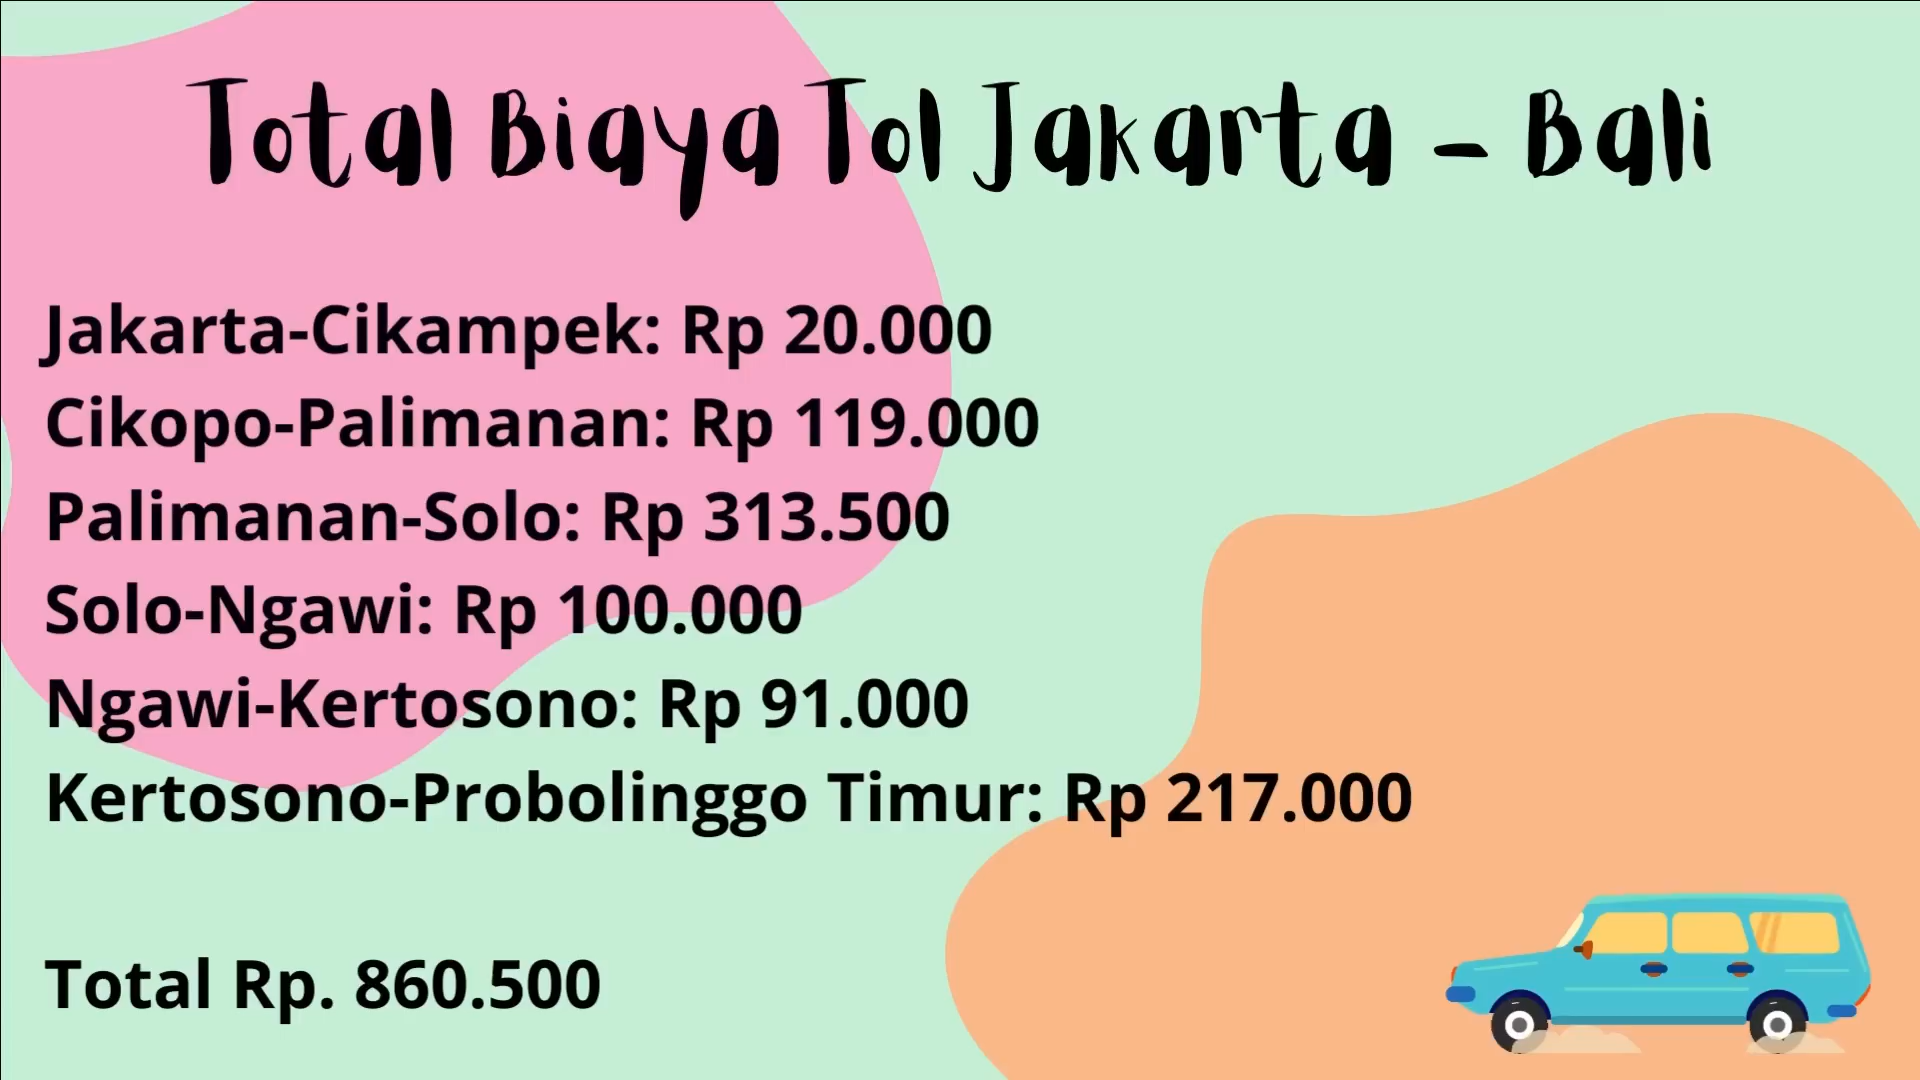 Total Biaya Tol Jakarta - Bali
Jakarta-Cikampek: Rp 20.000
Cikopo-Palimanan: Rp 119.000
Palimanan-Solo: Rp 313.500
Solo-Ngawi: Rp 100.000
Ngawi-Kertosono: Rp 91.000
Kertosono-Probolinggo Timur: Rp 217.000
Total Rp. 860.500